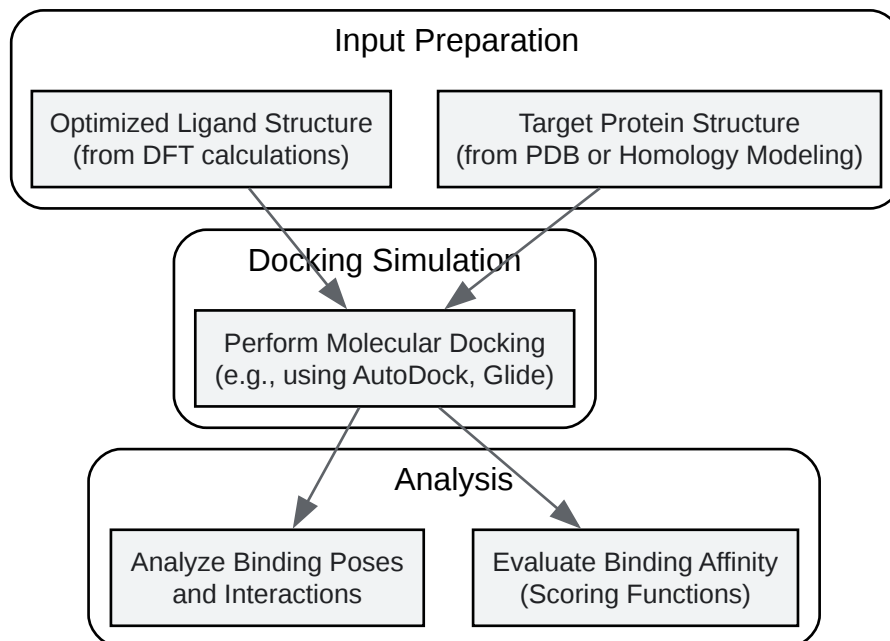 Input Preparation
Optimized Ligand Structure
(from DFT calculations)
Target Protein Structure
(from PDB or Homology Modeling)
Docking Simulation
Perform Molecular Docking
(e.g., using AutoDock, Glide)
Analysis
Analyze Binding Poses
and Interactions
Evaluate Binding Affinity
(Scoring Functions)